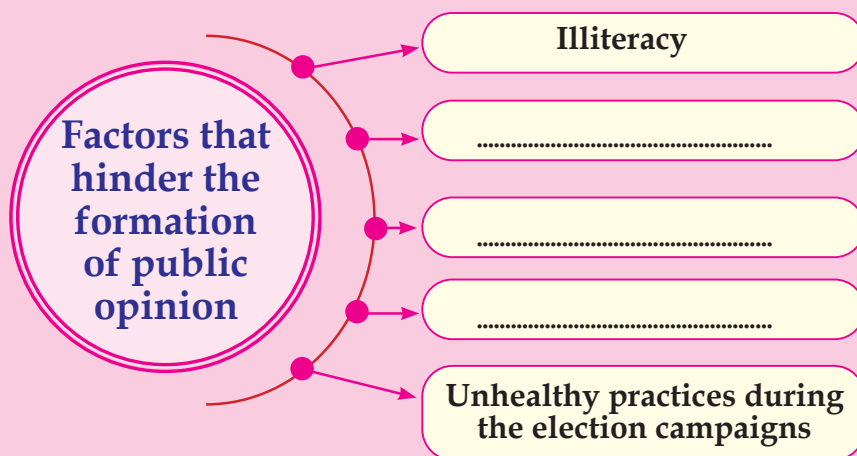 Factors that
hinder the
formation
of public
opinion
Illiteracy
.....................................................
.....................................................
.....................................................
Unhealthy practices during
the election campaigns